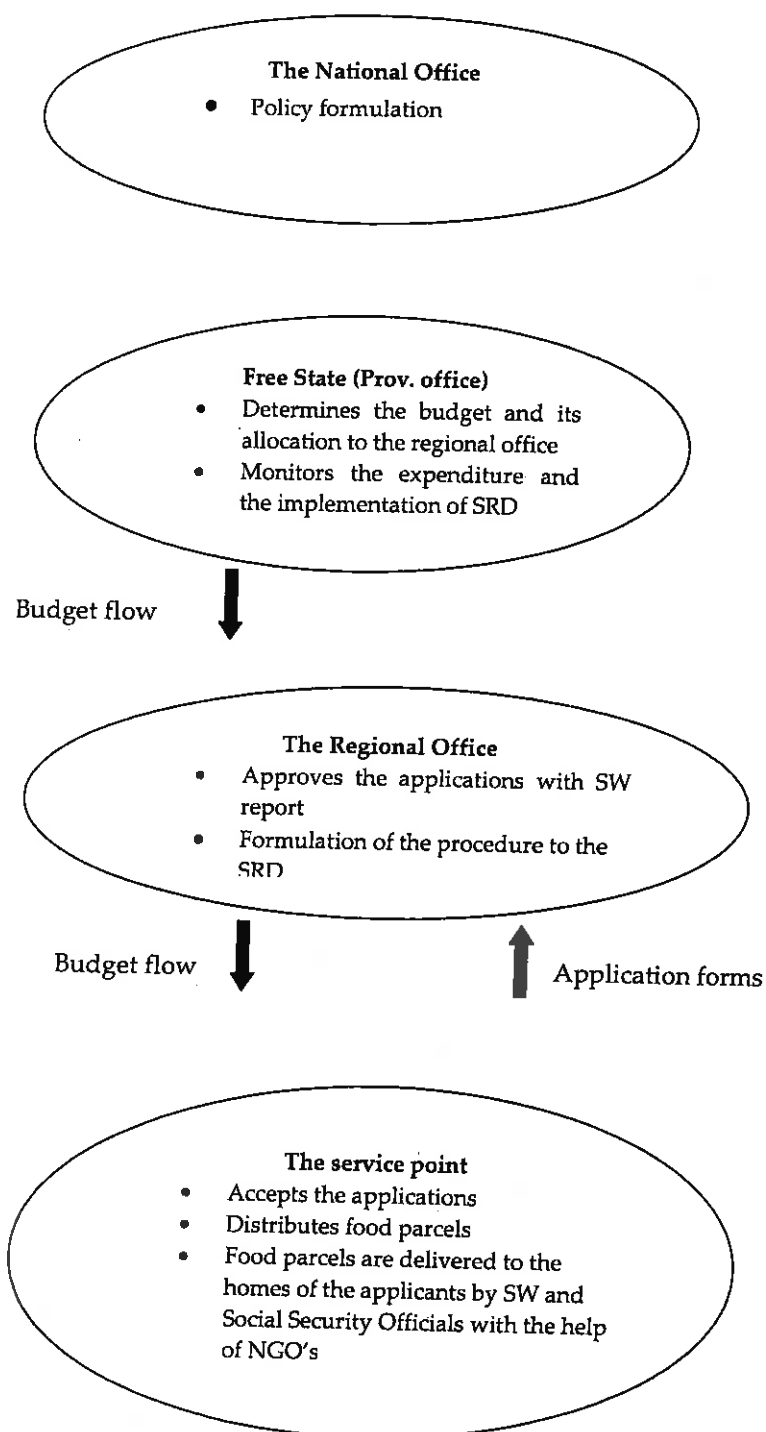 The National Office
• Policy formulation
Free State (Prov. office)
• Determines the budget and its
allocation to the regional office
• Monitors the expenditure and
the implementation of SRD
Budget flow
The Regional Office
• Approves the applications with SW
report
• Formulation of the procedure to the
SRD
Budget flow
Application forms
The service point
• Accepts the applications
• Distributes food parcels
• Food parcels are delivered to the
homes of the applicants by SW and
Social Security Officials with the help
of NGO's